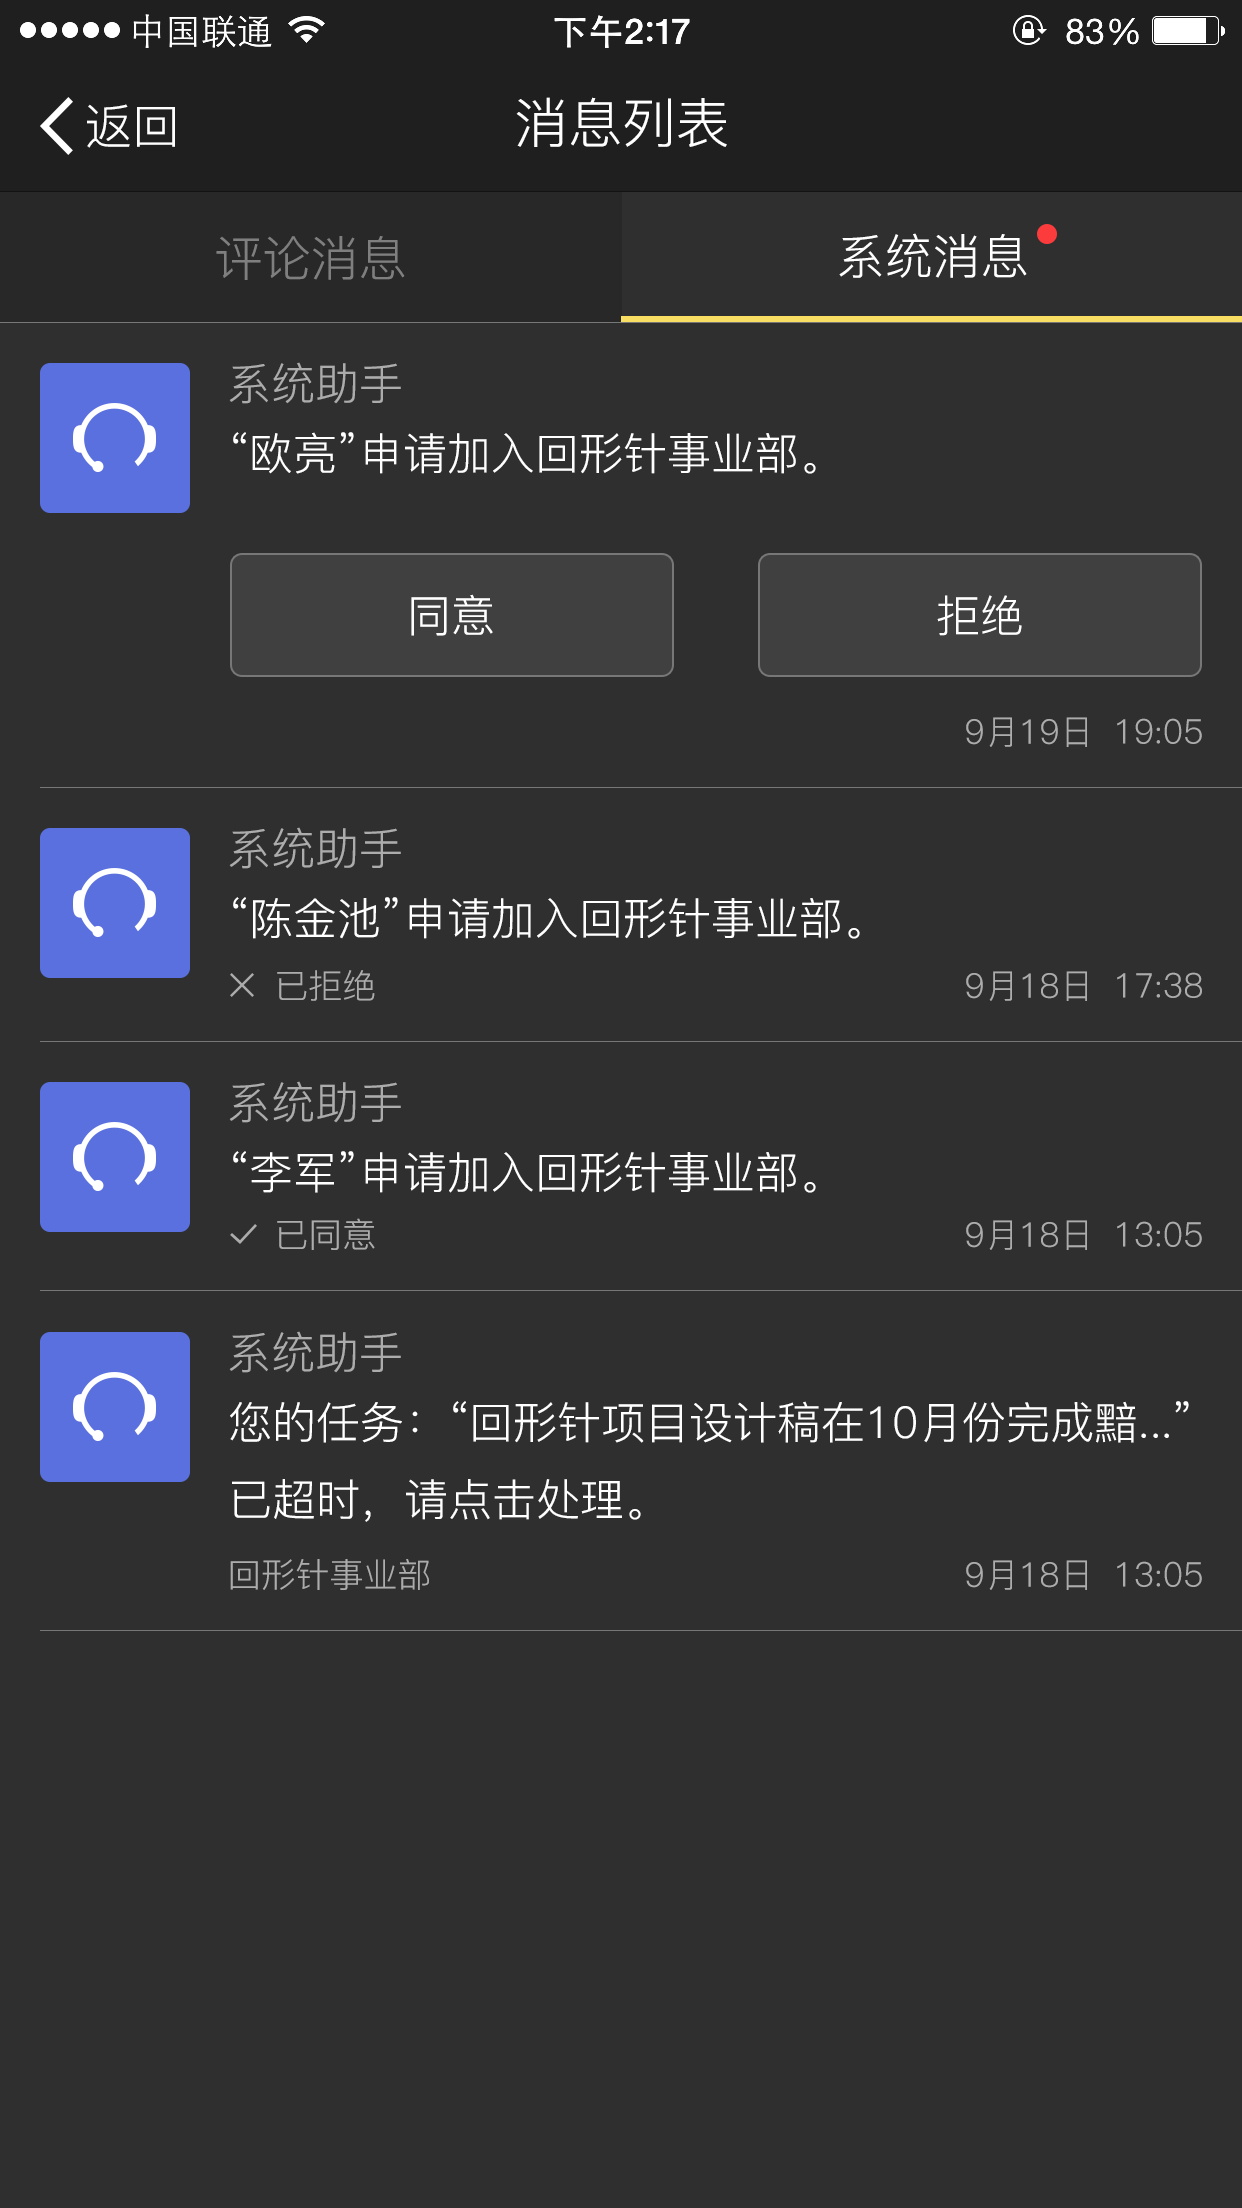 中国联通
下午2:17
83%
返回
消息列表
评论消息
系统消息
系统助手
“欧亮”申请加入回形针事业部。
同意
拒绝
9月19日 19:05
系统助手
“陈金池”申请加入回形针事业部。
已拒绝
9月18日 17:38
系统助手
“李军”申请加入回形针事业部。
已同意
9月18日 13:05
系统助手
您的任务：“回形针项目设计稿在10月份完成黯...”
已超时，请点击处理。
回形针事业部
9月18日 13:05